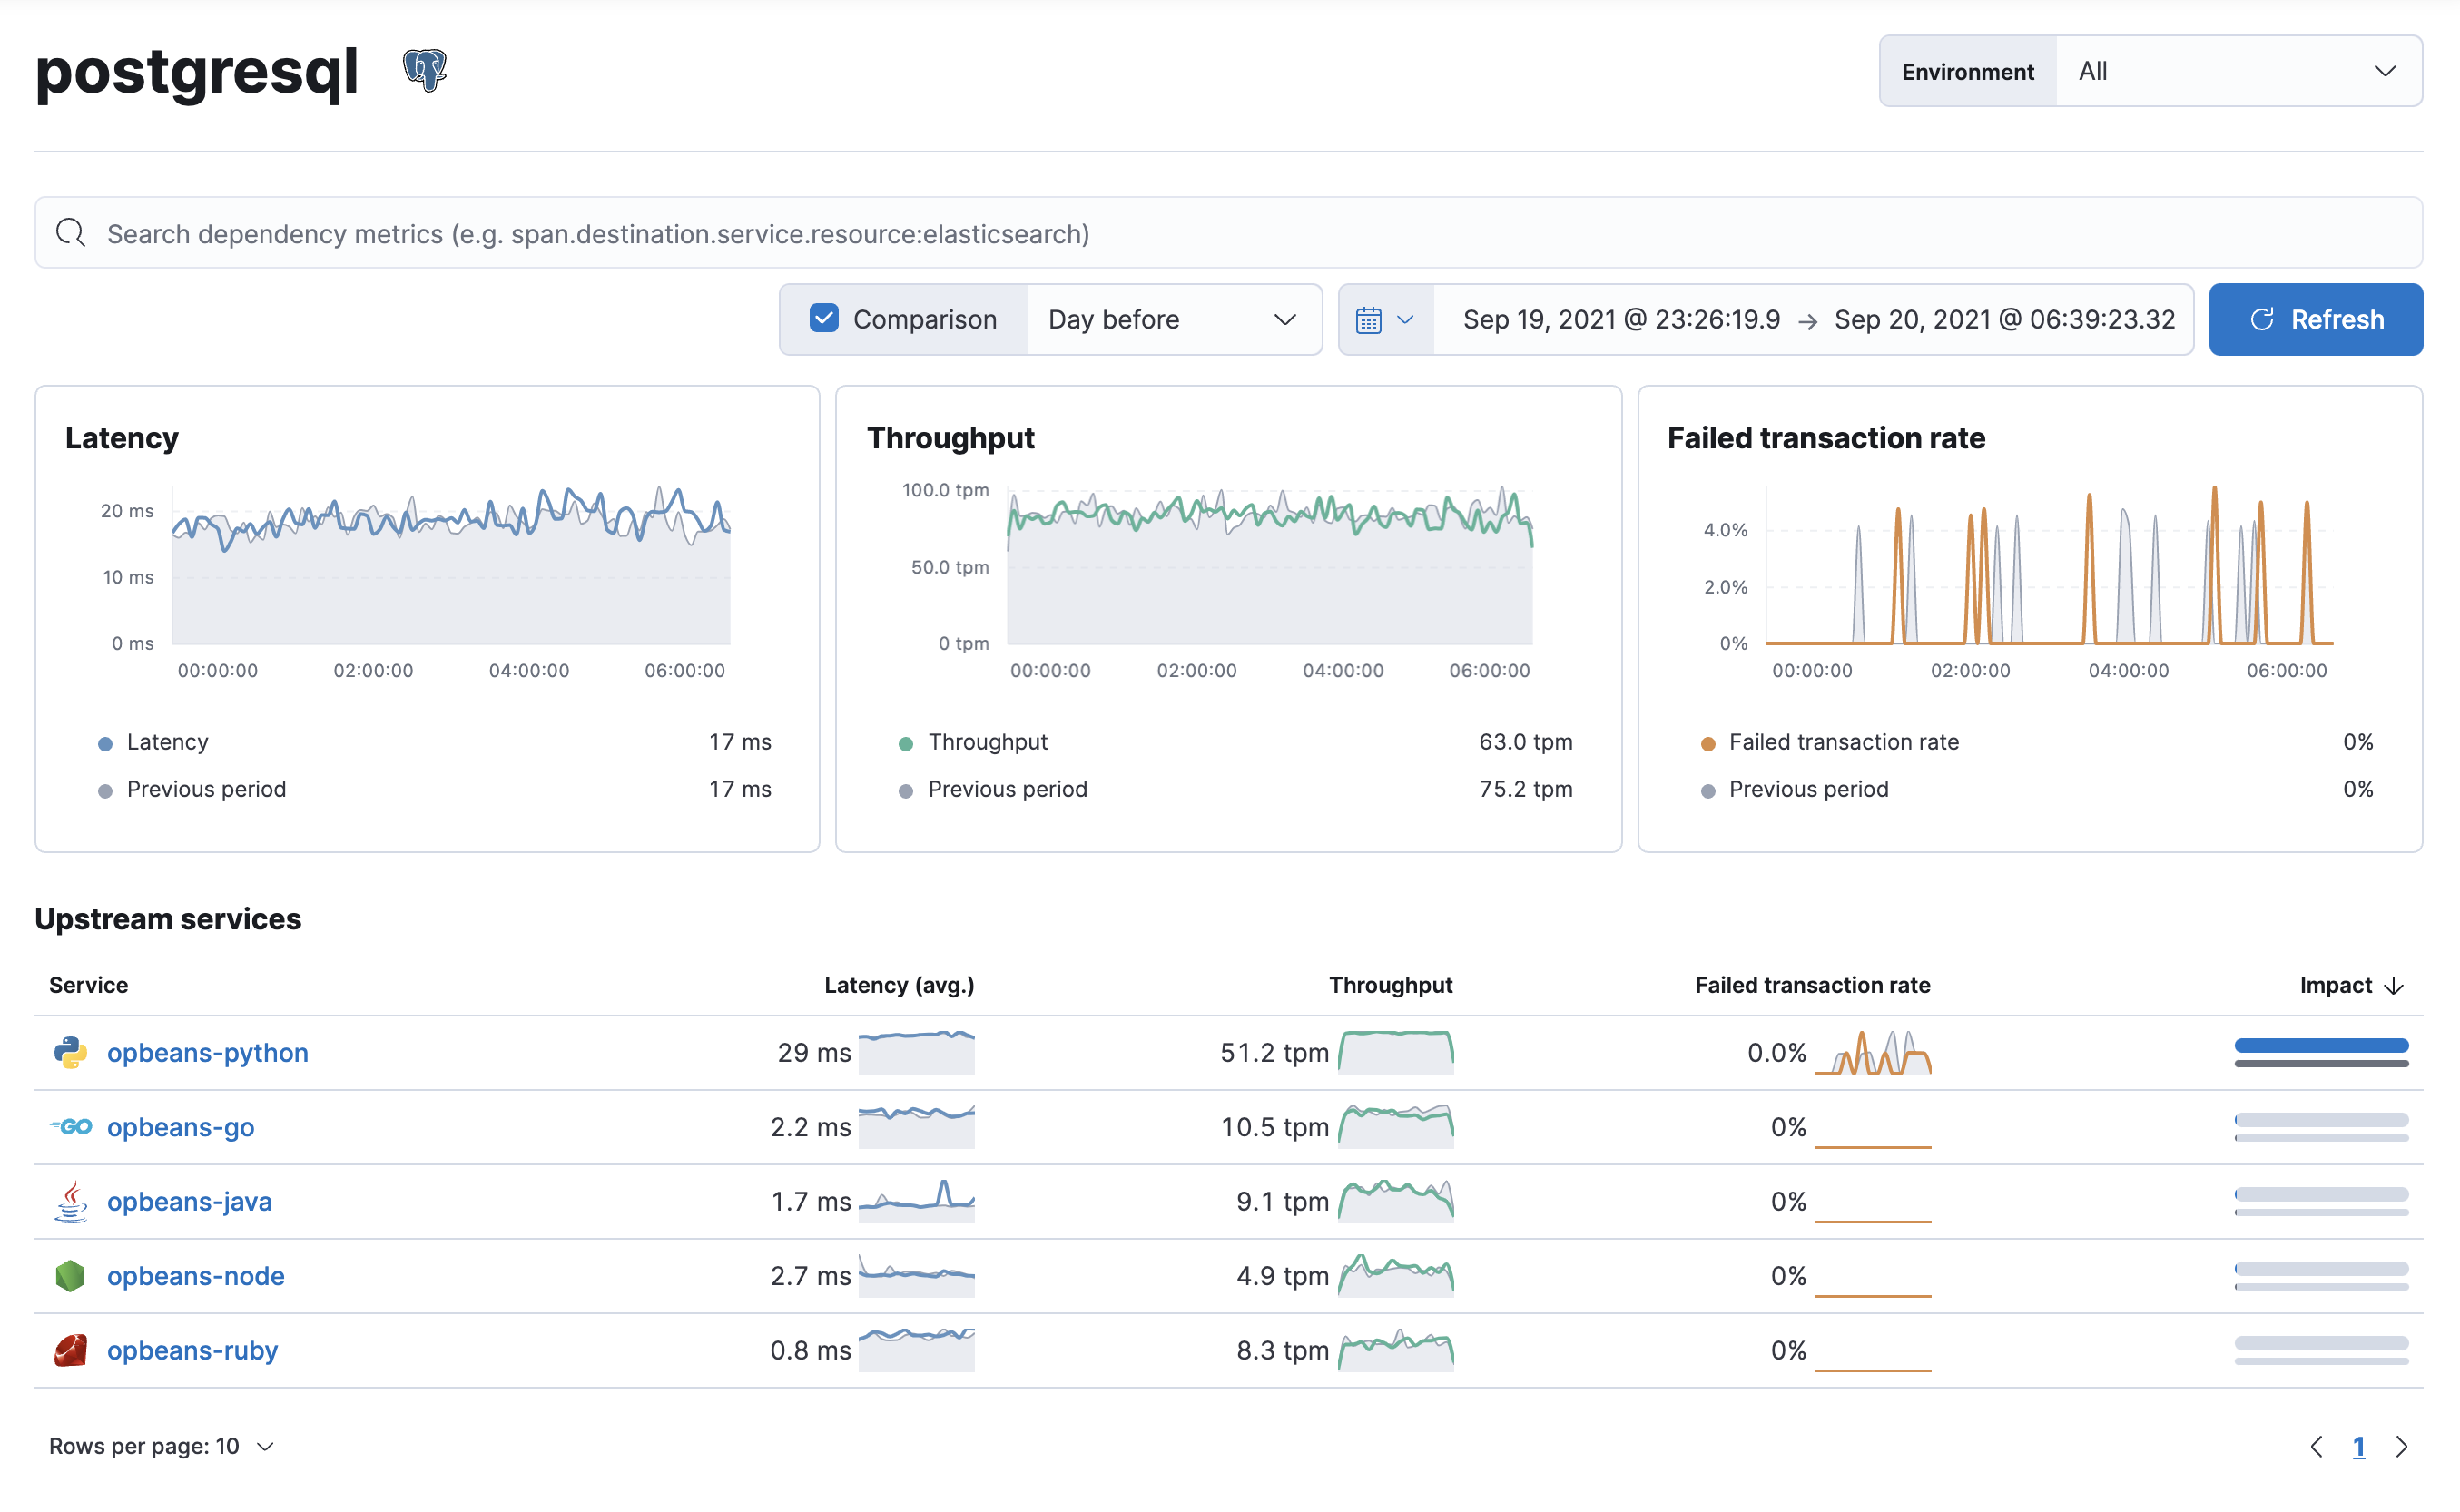 postgresql
Environment All
Search dependency metrics (e.g. span.destination.service.resource:elasticsearch)
Comparison Day before Sep 19, 2021 @ 23:26:19.9 → Sep 20, 2021 @ 06:39:23.32 Refresh
Latency
20 ms
10 ms
0 ms
00:00:00 02:00:00 04:00:00 06:00:00
Latency 17 ms
Previous period 17 ms
Throughput
100.0 tpm
50.0 tpm
0 tpm
00:00:00 02:00:00 04:00:00 06:00:00
Throughput 63.0 tpm
Previous period 75.2 tpm
Failed transaction rate
4.0%
2.0%
0%
00:00:00 02:00:00 04:00:00 06:00:00
Failed transaction rate 0%
Previous period 0%
Upstream services
Service Latency (avg.) Throughput Failed transaction rate Impact ↓
opbeans-python 29 ms 51.2 tpm 0.0%
GO opbeans-go 2.2 ms 10.5 tpm 0%
opbeans-java 1.7 ms 9.1 tpm 0%
opbeans-node 2.7 ms 4.9 tpm 0%
opbeans-ruby 0.8 ms 8.3 tpm 0%
Rows per page: 10 1